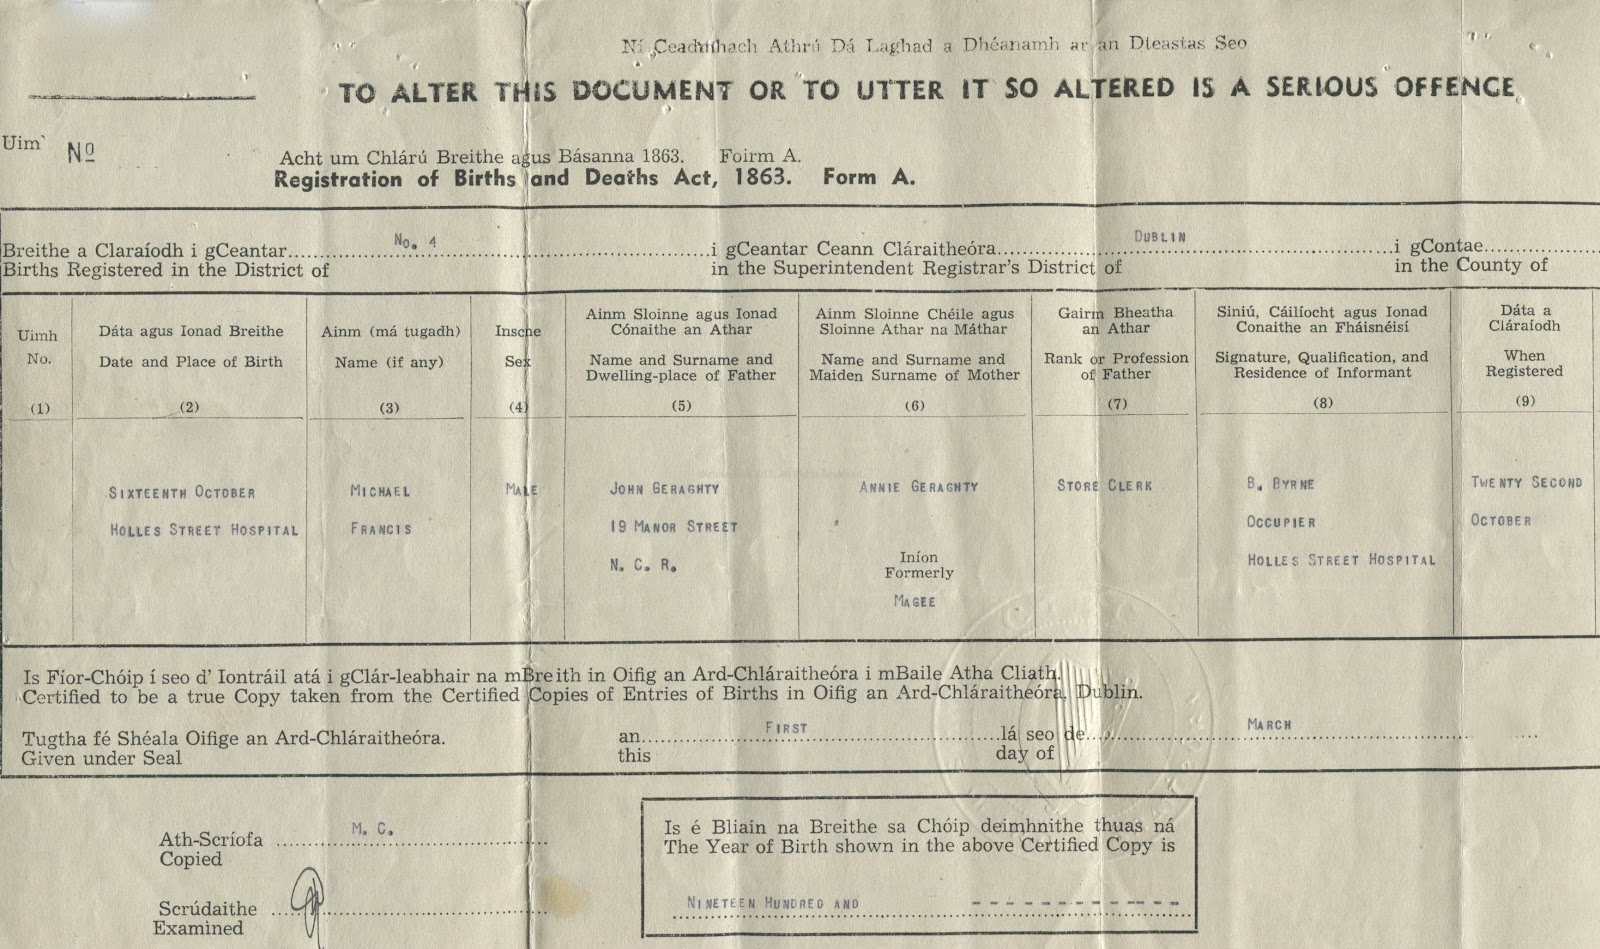 Ní Ceadmhach Athrú Dá Laghad a Dhéanamh ar an Dteastas Seo
TO ALTER THIS DOCUMENT OR TO UTTER IT SO ALTERED IS A SERIOUS OFFENCE
Uimʼ No
Acht um Chlárú Breithe agus Básanna 1863. Foirm A.
Registration of Births and Deaths Act, 1863. Form A.
Breithe a Claraíodh i gCeantar No. 4 i gCeantar Ceann Cláraitheóra DUBLIN i gContae
Births Registered in the District of in the Superintendent Registrar's District of in the County of
Uimh
No.
(1)
Dáta agus Ionad Breithe
Date and Place of Birth
(2)
Ainm (má tugadh)
Name (if any)
(3)
Inscne
Sex
(4)
Ainm Sloinne agus Ionad
Cónaithe an Athar
Name and Surname and
Dwelling-place of Father
(5)
Ainm Sloinne Chéile agus
Sloinne Athar na Máthar
Name and Surname and
Maiden Surname of Mother
(6)
Gairm Bheatha
an Athar
Rank or Profession
of Father
(7)
Siniú, Cáilíocht agus Ionad
Conaithe an Fháisnéisí
Signature, Qualification, and
Residence of Informant
(8)
Dáta a
Cláraíodh
When
Registered
(9)
SIXTEENTH OCTOBER
HOLLES STREET HOSPITAL
MICHAEL
FRANCIS
MALE
JOHN GERAGHTY
19 MANOR STREET
N. C. R.
ANNIE GERAGHTY
Iníon
Formerly
MAGEE
STORE CLERK
B. BYRNE
OCCUPIER
HOLLES STREET HOSPITAL
TWENTY SECOND
OCTOBER
Is Fíor-Chóip í seo d' Iontráil atá i gClár-leabhair na mBreith in Oifig an Ard-Chláraitheóra i mBaile Atha Cliath.
Certified to be a true Copy taken from the Certified Copies of Entries of Births in Oifig an Ard-Chláraitheóra, Dublin.
Tugtha fé Shéala Oifige an Ard-Chláraitheóra. an FIRST lá seo de MARCH
Given under Seal this day of
Ath-Scríofa M. C.
Copied
Scrúdaithe
Examined
Is é Bliain na Breithe sa Chóip deimhnithe thuas ná
The Year of Birth shown in the above Certified Copy is
NINETEEN HUNDRED AND - - - - - - - - - - - - -